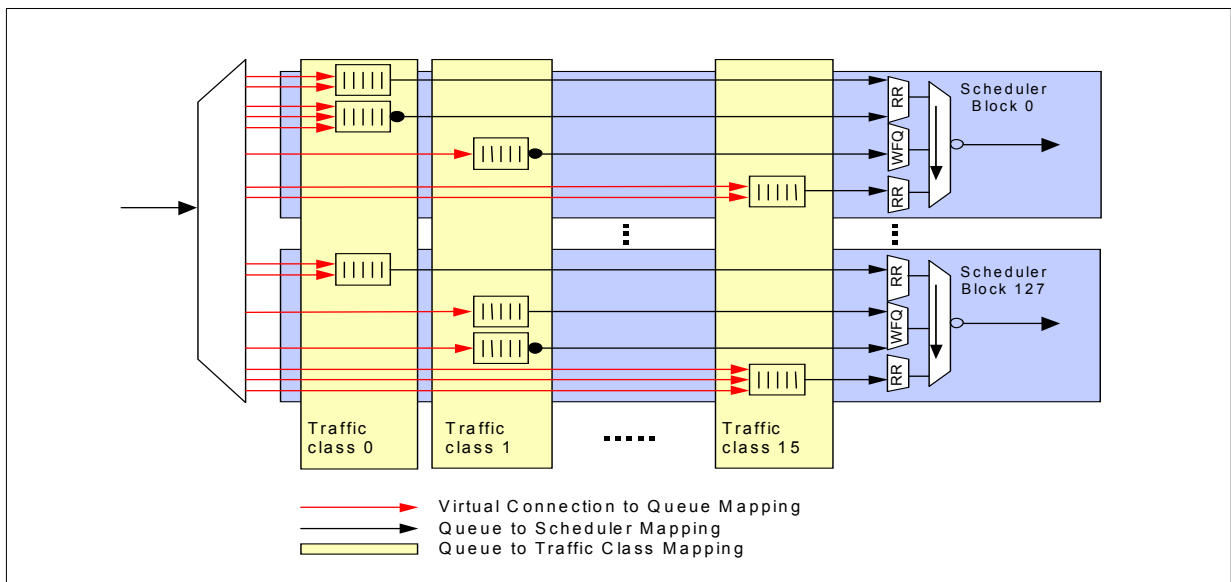 RR
WFQ
RR
Scheduler
Block 0
RR
WFQ
RR
Scheduler
Block 127
Traffic
class 0
Traffic
class 1
Traffic
class 15
Virtual Connection to Queue Mapping
Queue to Scheduler Mapping
Queue to Traffic Class Mapping